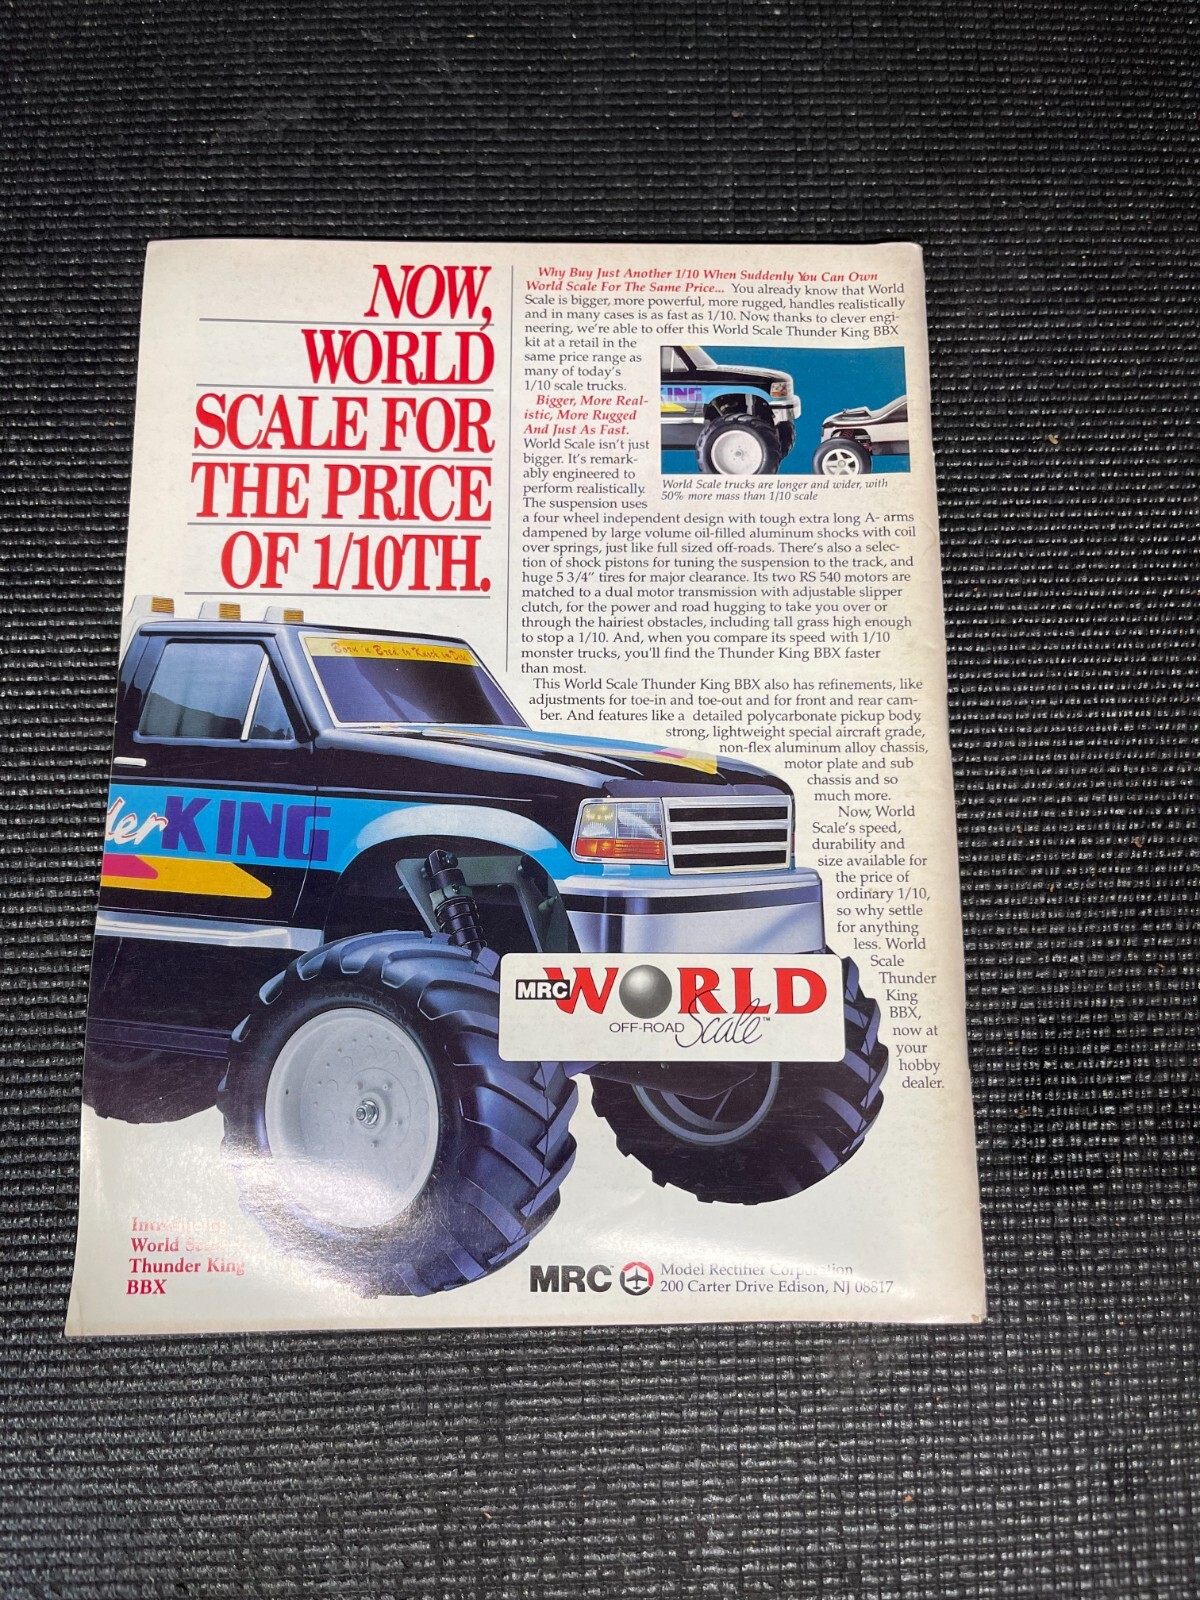 NOW,
WORLD
SCALE FOR
THE PRICE
OF 1/10TH.
Why Buy Just Another 1/10 When Suddenly You Can Own
World Scale For The Same Price... You already know that World
Scale is bigger, more powerful, more rugged, handles realistically
and in many cases is as fast as 1/10. Now, thanks to clever engi-
neering, we're able to offer this World Scale Thunder King BBX
kit at a retail in the
same price range as
many of today's
1/10 scale trucks.
Bigger, More Real-
istic, More Rugged
And Just As Fast.
World Scale isn't just
bigger. It's remark-
ably engineered to
perform realistically.
The suspension uses
a four wheel independent design with tough extra long A- arms
dampened by large volume oil-filled aluminum shocks with coil
over springs, just like full sized off-roads. There's also a selec-
tion of shock pistons for tuning the suspension to the track, and
huge 5 3/4" tires for major clearance. Its two RS 540 motors are
matched to a dual motor transmission with adjustable slipper
clutch, for the power and road hugging to take you over or
through the hairiest obstacles, including tall grass high enough
to stop a 1/10. And, when you compare its speed with 1/10
monster trucks, you'll find the Thunder King BBX faster
than most.
This World Scale Thunder King BBX also has refinements, like
adjustments for toe-in and toe-out and for front and rear cam-
ber. And features like a detailed polycarbonate pickup body,
strong, lightweight special aircraft grade,
non-flex aluminum alloy chassis,
motor plate and sub
chassis and so
much more.
Now, World
Scale's speed,
durability and
size available for
the price of
ordinary 1/10,
so why settle
for anything
less. World
Scale
Thunder
King
BBX,
now at
your
hobby
dealer.
KING
World Scale trucks are longer and wider, with
50% more mass than 1/10 scale
der KING
MRC WORLD
OFF-ROAD Scale™
Introducing
World Scale
Thunder King
BBX
MRC Model Rectifier Corporation
200 Carter Drive Edison, NJ 08817